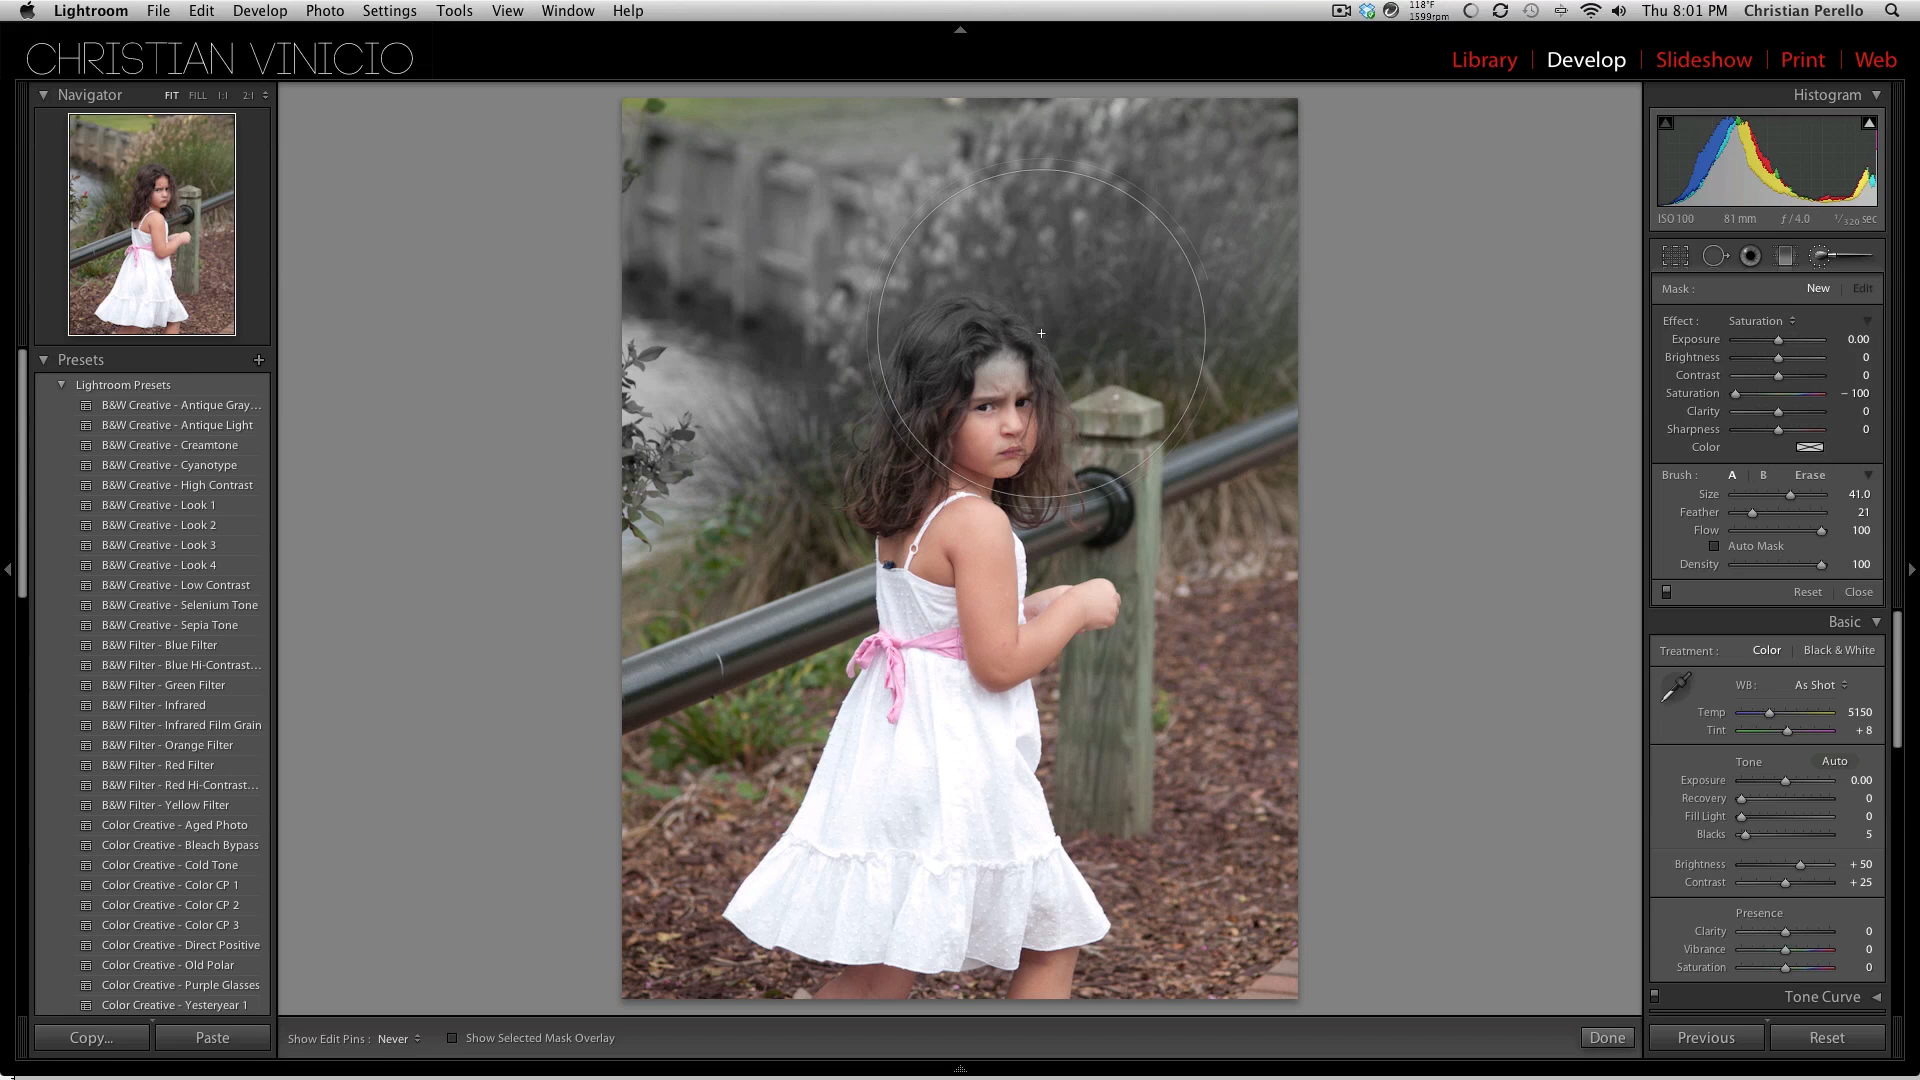 Lightroom File Edit Develop Photo Settings Tools View Window Help
118°F
1599rpm
Thu 8:01 PM Christian Perello
CHRISTIAN VINICIO
Library | Develop | Slideshow | Print | Web
Navigator FIT FILL 1:1 2:1
Presets +
Lightroom Presets
B&W Creative - Antique Gray...
B&W Creative - Antique Light
B&W Creative - Creamtone
B&W Creative - Cyanotype
B&W Creative - High Contrast
B&W Creative - Look 1
B&W Creative - Look 2
B&W Creative - Look 3
B&W Creative - Look 4
B&W Creative - Low Contrast
B&W Creative - Selenium Tone
B&W Creative - Sepia Tone
B&W Filter - Blue Filter
B&W Filter - Blue Hi-Contrast...
B&W Filter - Green Filter
B&W Filter - Infrared
B&W Filter - Infrared Film Grain
B&W Filter - Orange Filter
B&W Filter - Red Filter
B&W Filter - Red Hi-Contrast...
B&W Filter - Yellow Filter
Color Creative - Aged Photo
Color Creative - Bleach Bypass
Color Creative - Cold Tone
Color Creative - Color CP 1
Color Creative - Color CP 2
Color Creative - Color CP 3
Color Creative - Direct Positive
Color Creative - Old Polar
Color Creative - Purple Glasses
Color Creative - Yesteryear 1
Copy... Paste
Show Edit Pins : Never Show Selected Mask Overlay Done
Histogram
ISO 100 81 mm ƒ / 4.0 1/320 sec
Mask : New | Edit
Effect : Saturation
Exposure 0.00
Brightness 0
Contrast 0
Saturation – 100
Clarity 0
Sharpness 0
Color
Brush : A | B Erase
Size 41.0
Feather 21
Flow 100
Auto Mask
Density 100
Reset | Close
Basic
Treatment : Color | Black & White
WB : As Shot
Temp 5150
Tint + 8
Tone Auto
Exposure 0.00
Recovery 0
Fill Light 0
Blacks 5
Brightness + 50
Contrast + 25
Presence
Clarity 0
Vibrance 0
Saturation 0
Tone Curve
Previous Reset